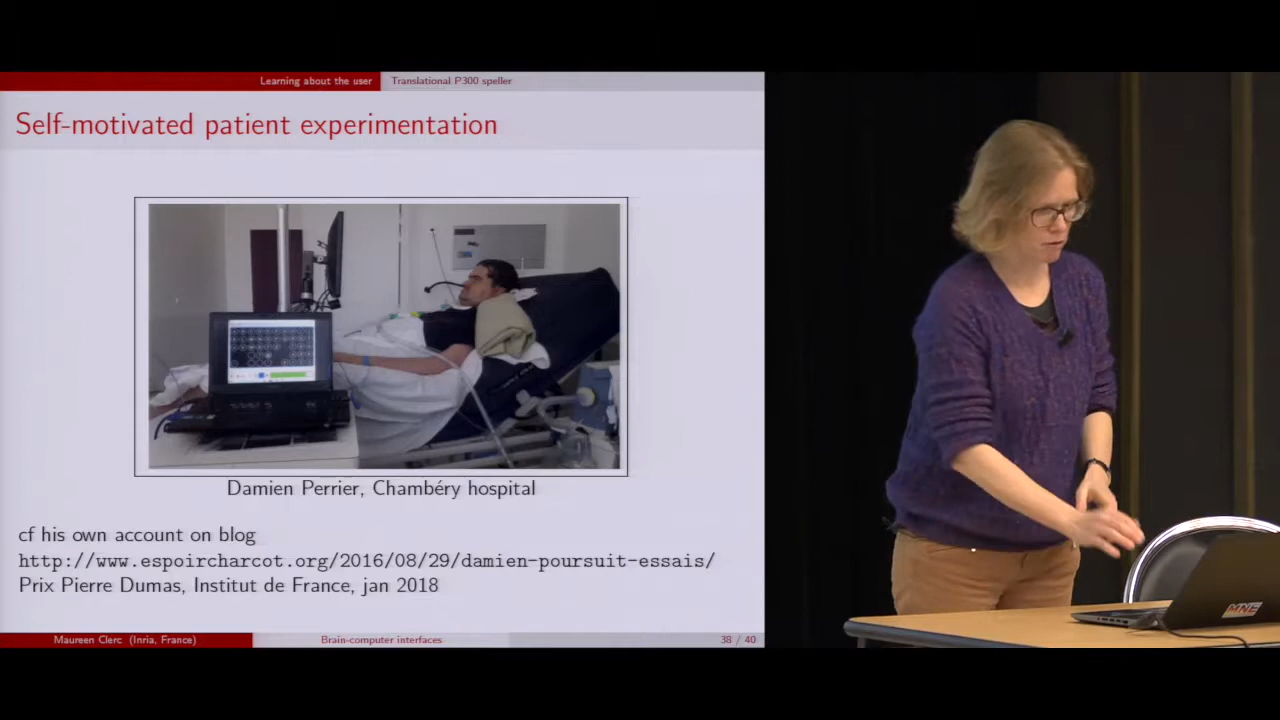 Learning about the user
Translational P300 speller
Self-motivated patient experimentation
Damien Perrier, Chambéry hospital
cf his own account on blog
http://www.espoircharcot.org/2016/08/29/damien-poursuit-essais/
Prix Pierre Dumas, Institut de France, jan 2018
Maureen Clerc (Inria, France)
Brain-computer interfaces
38 / 40
MNE